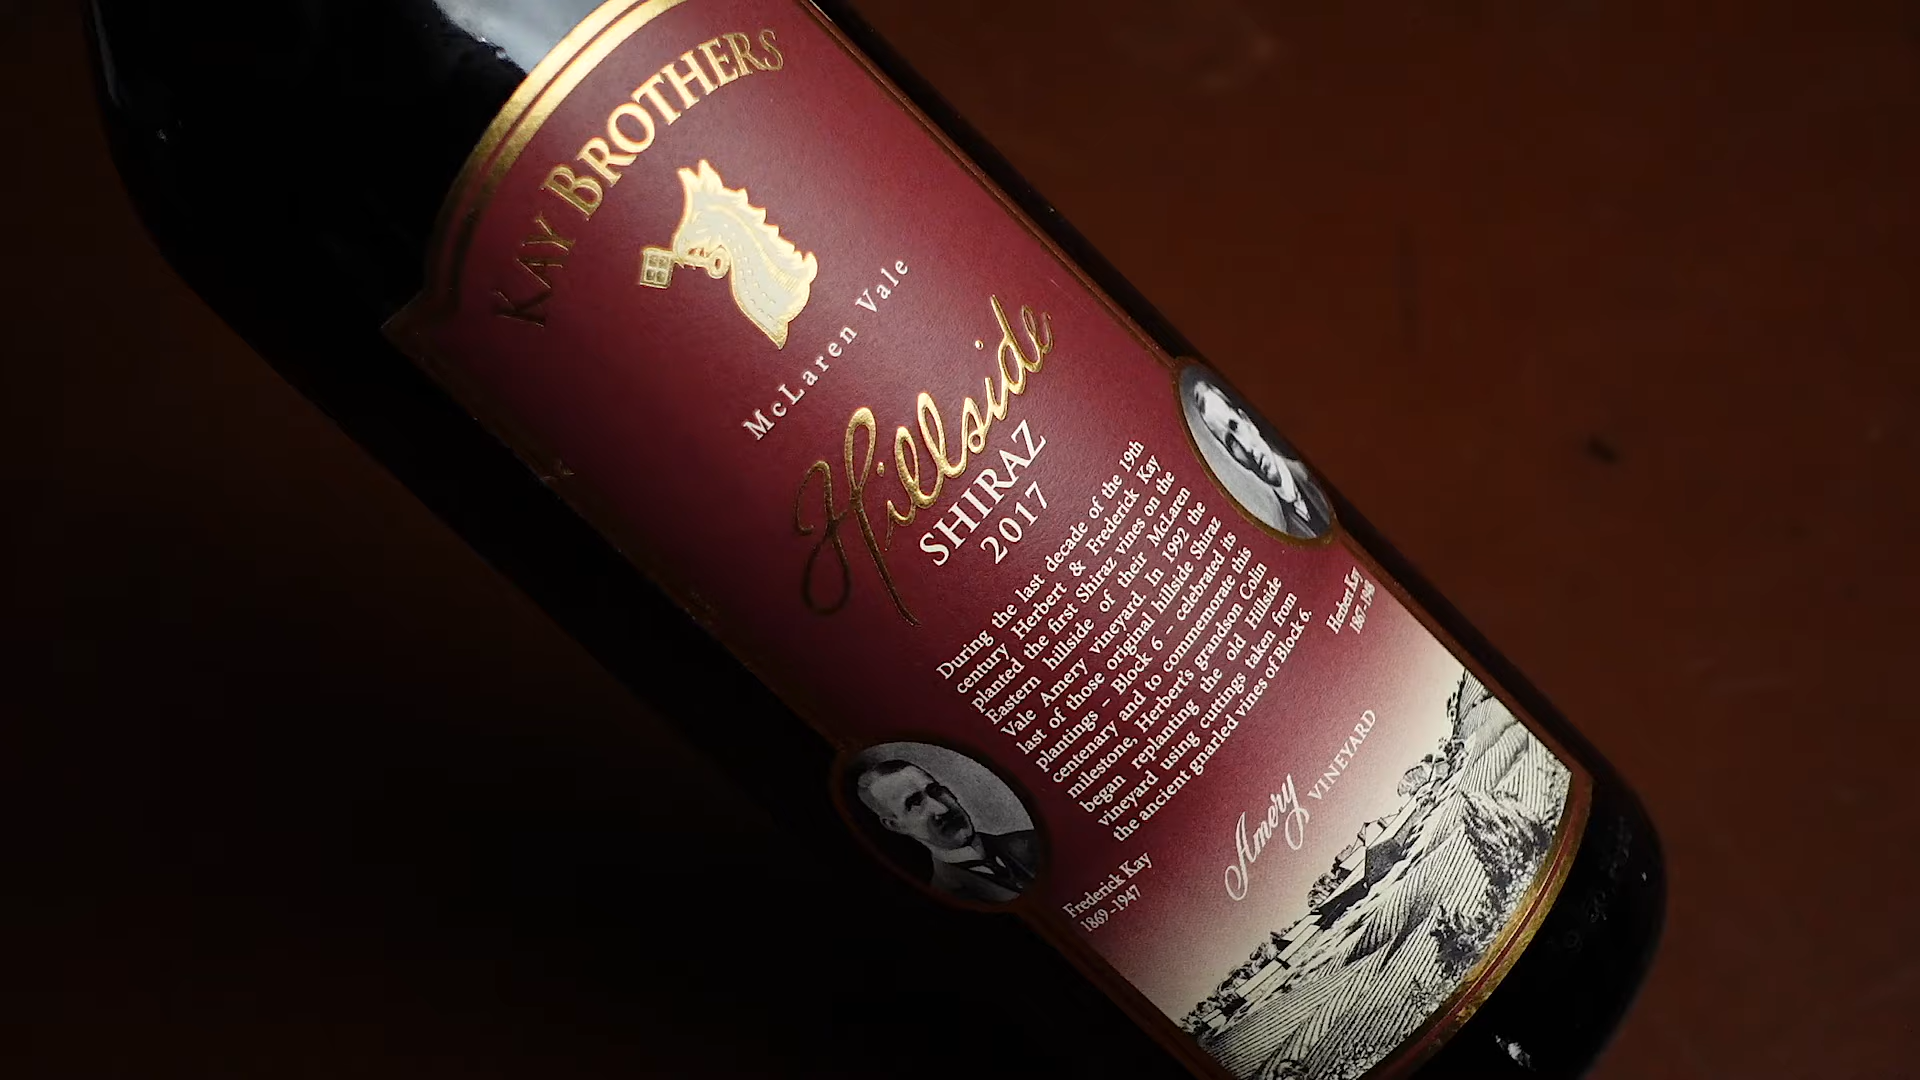 KAY BROTHERS
McLaren Vale
Hillside
SHIRAZ
2017
During the last decade of the 19th
century Herbert & Frederick Kay
planted the first Shiraz vines on the
Eastern hillside of their McLaren
Vale Amery vineyard. In 1992 the
last of those original hillside Shiraz
plantings – Block 6 – celebrated its
centenary and to commemorate this
milestone, Herbert's grandson Colin
began replanting the old Hillside
vineyard using cuttings taken from
the ancient gnarled vines of Block 6.
Herbert Kay
1867-1948
Frederick Kay
1869-1947
Amery VINEYARD